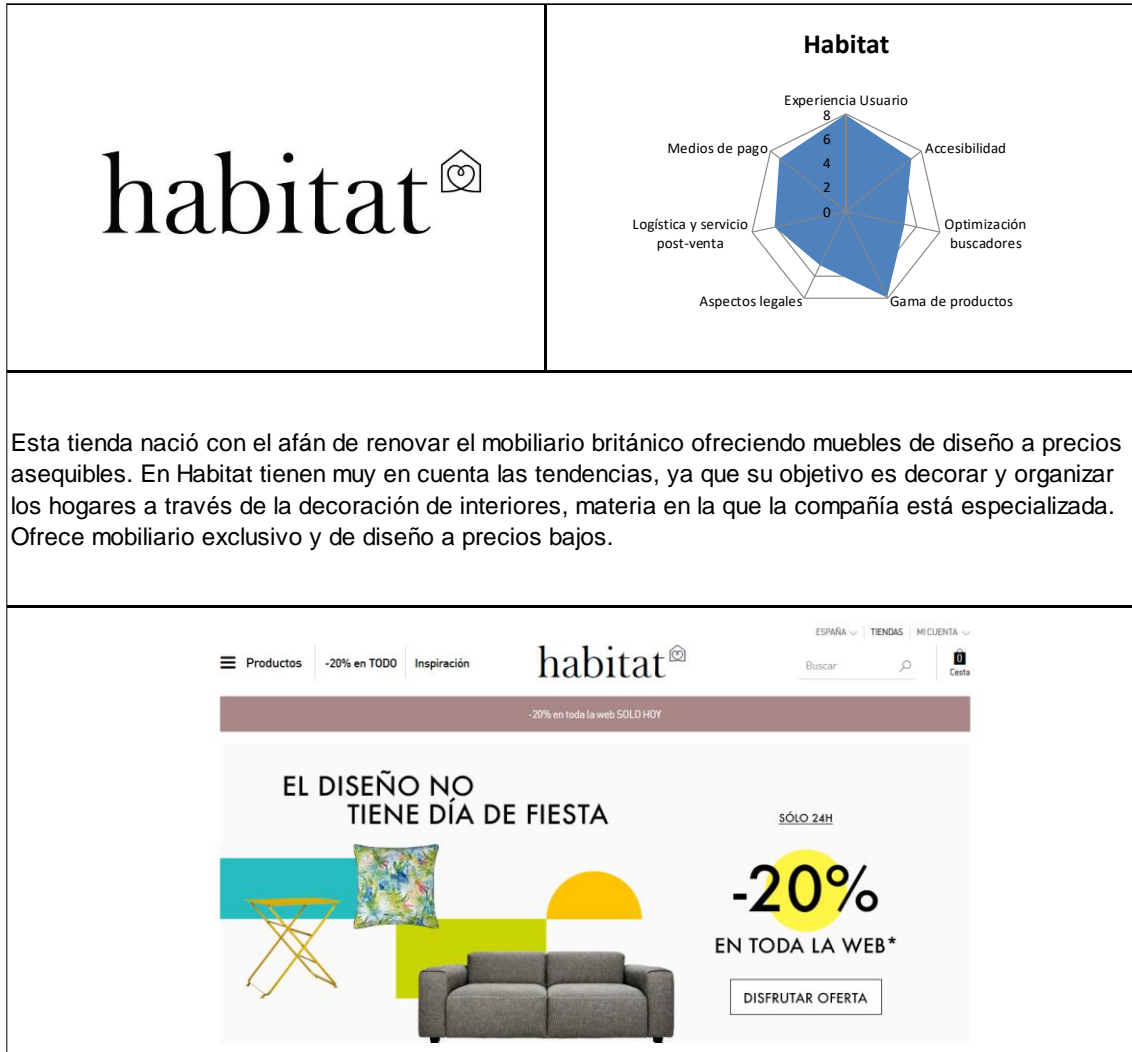 habitat
Habitat
Experiencia Usuario
8
6
4
2
0
Medios de pago
Accesibilidad
Logística y servicio
post-venta
Optimización
buscadores
Aspectos legales
Gama de productos
Esta tienda nació con el afán de renovar el mobiliario británico ofreciendo muebles de diseño a precios
asequibles. En Habitat tienen muy en cuenta las tendencias, ya que su objetivo es decorar y organizar
los hogares a través de la decoración de interiores, materia en la que la compañía está especializada.
Ofrece mobiliario exclusivo y de diseño a precios bajos.
ESPAÑA TIENDAS MI CUENTA
Productos -20% en TODO Inspiración
habitat
Buscar
0
Cesta
-20% en toda la web SOLO HOY
EL DISEÑO NO
TIENE DÍA DE FIESTA
SÓLO 24H
-20%
EN TODA LA WEB*
DISFRUTAR OFERTA